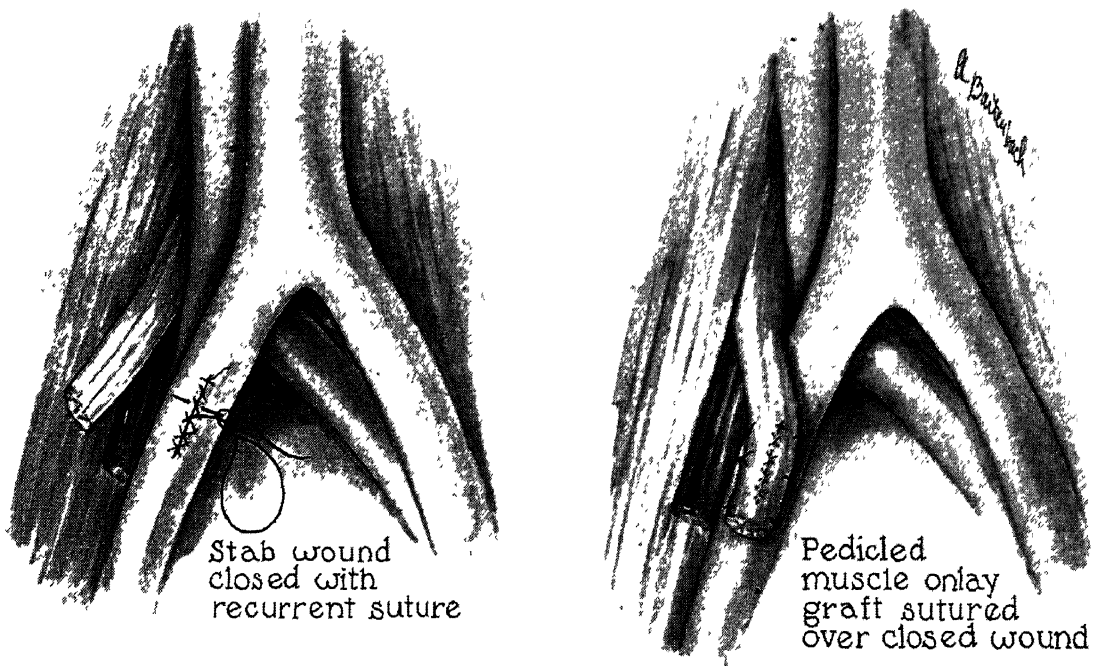 Stab wound
closed with
recurrent suture
Pedicled
muscle onlay
graft sutured
over closed wound